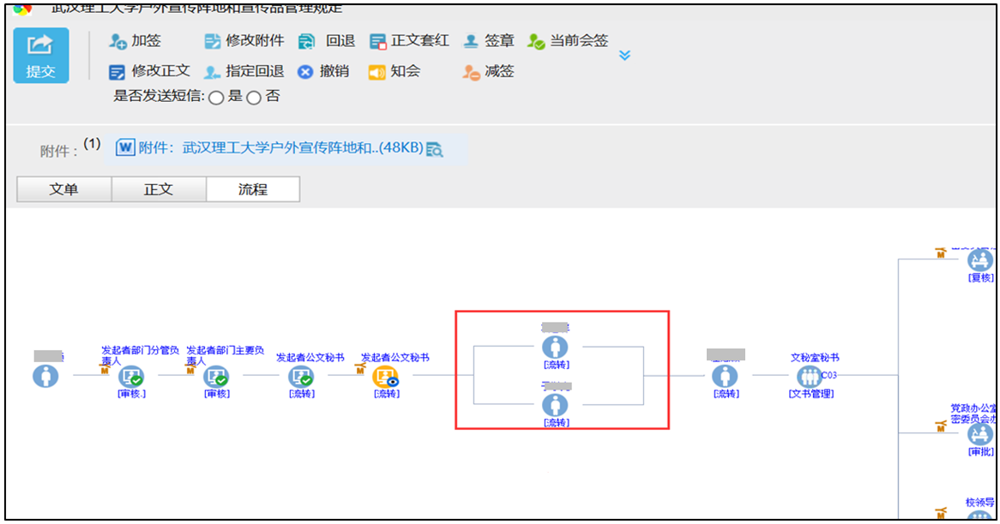 武汉理工大学户外宣传阵地和宣传品管理规定
提交
加签 修改附件 回退 正文套红 签章 当前会签
修改正文 指定回退 撤销 知会 减签
是否发送短信: 是 否
附件: (1) 附件: 武汉理工大学户外宣传阵地和..(48KB)
文单 正文 流程
[复核]
[流转]
发起者部门分管负责人
[审核.]
发起者部门主要负责人
[审核]
发起者公文秘书
[流转]
发起者公文秘书
[流转]
[流转]
[流转]
文秘室秘书
C03
[文书管理]
党政办公室
密委员会办
[审批]
校领导